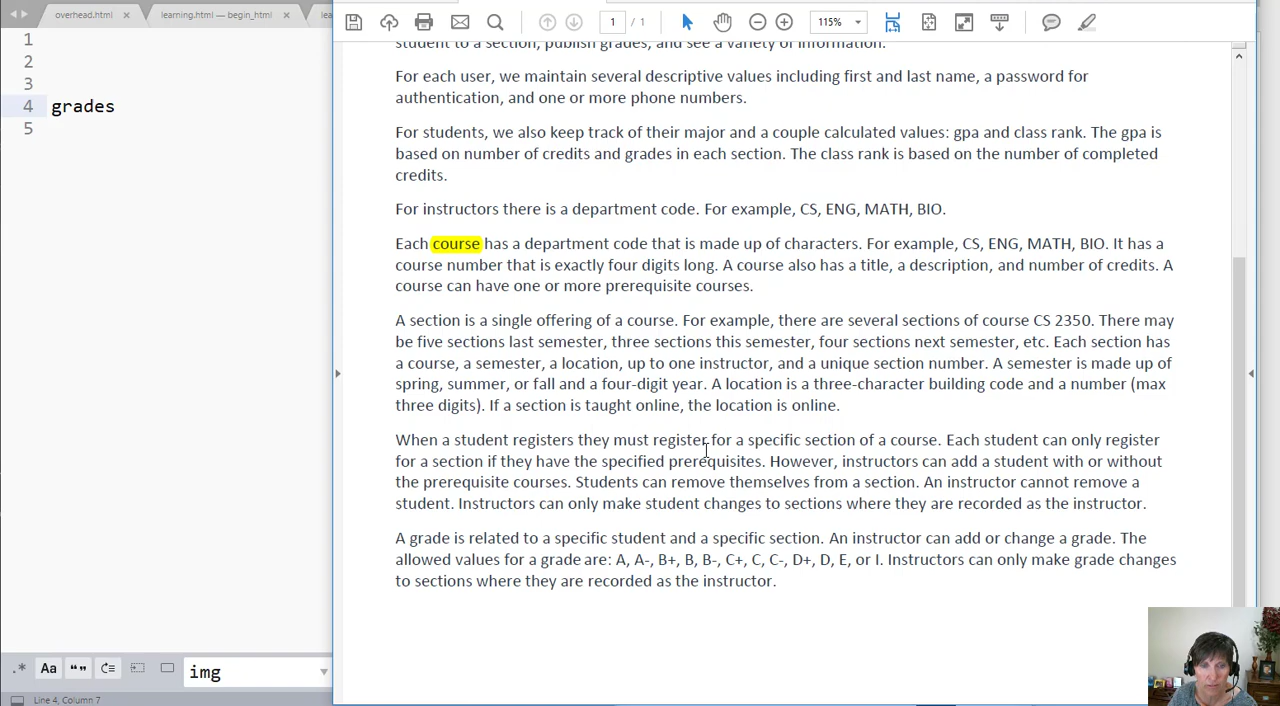 overhead.html × learning.html — begin_html × lea
1 / 1 115%
1
2
3
4 grades
5
student to a section, publish grades, and see a variety of information.
For each user, we maintain several descriptive values including first and last name, a password for
authentication, and one or more phone numbers.
For students, we also keep track of their major and a couple calculated values: gpa and class rank. The gpa is
based on number of credits and grades in each section. The class rank is based on the number of completed
credits.
For instructors there is a department code. For example, CS, ENG, MATH, BIO.
Each course has a department code that is made up of characters. For example, CS, ENG, MATH, BIO. It has a
course number that is exactly four digits long. A course also has a title, a description, and number of credits. A
course can have one or more prerequisite courses.
A section is a single offering of a course. For example, there are several sections of course CS 2350. There may
be five sections last semester, three sections this semester, four sections next semester, etc. Each section has
a course, a semester, a location, up to one instructor, and a unique section number. A semester is made up of
spring, summer, or fall and a four-digit year. A location is a three-character building code and a number (max
three digits). If a section is taught online, the location is online.
When a student registers they must register for a specific section of a course. Each student can only register
for a section if they have the specified prerequisites. However, instructors can add a student with or without
the prerequisite courses. Students can remove themselves from a section. An instructor cannot remove a
student. Instructors can only make student changes to sections where they are recorded as the instructor.
A grade is related to a specific student and a specific section. An instructor can add or change a grade. The
allowed values for a grade are: A, A-, B+, B, B-, C+, C, C-, D+, D, E, or I. Instructors can only make grade changes
to sections where they are recorded as the instructor.
.* Aa “” img
Line 4, Column 7